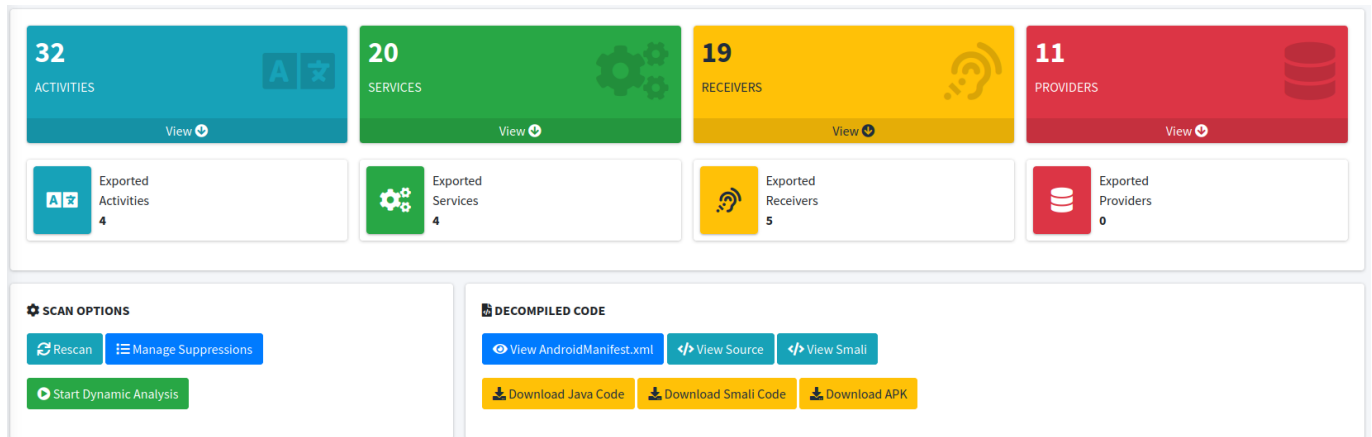 32
ACTIVITIES
View
20
SERVICES
View
19
RECEIVERS
View
11
PROVIDERS
View
Exported
Activities
4
Exported
Services
4
Exported
Receivers
5
Exported
Providers
0
SCAN OPTIONS
Rescan
Manage Suppressions
Start Dynamic Analysis
DECOMPILED CODE
View AndroidManifest.xml
View Source
View Smali
Download Java Code
Download Smali Code
Download APK